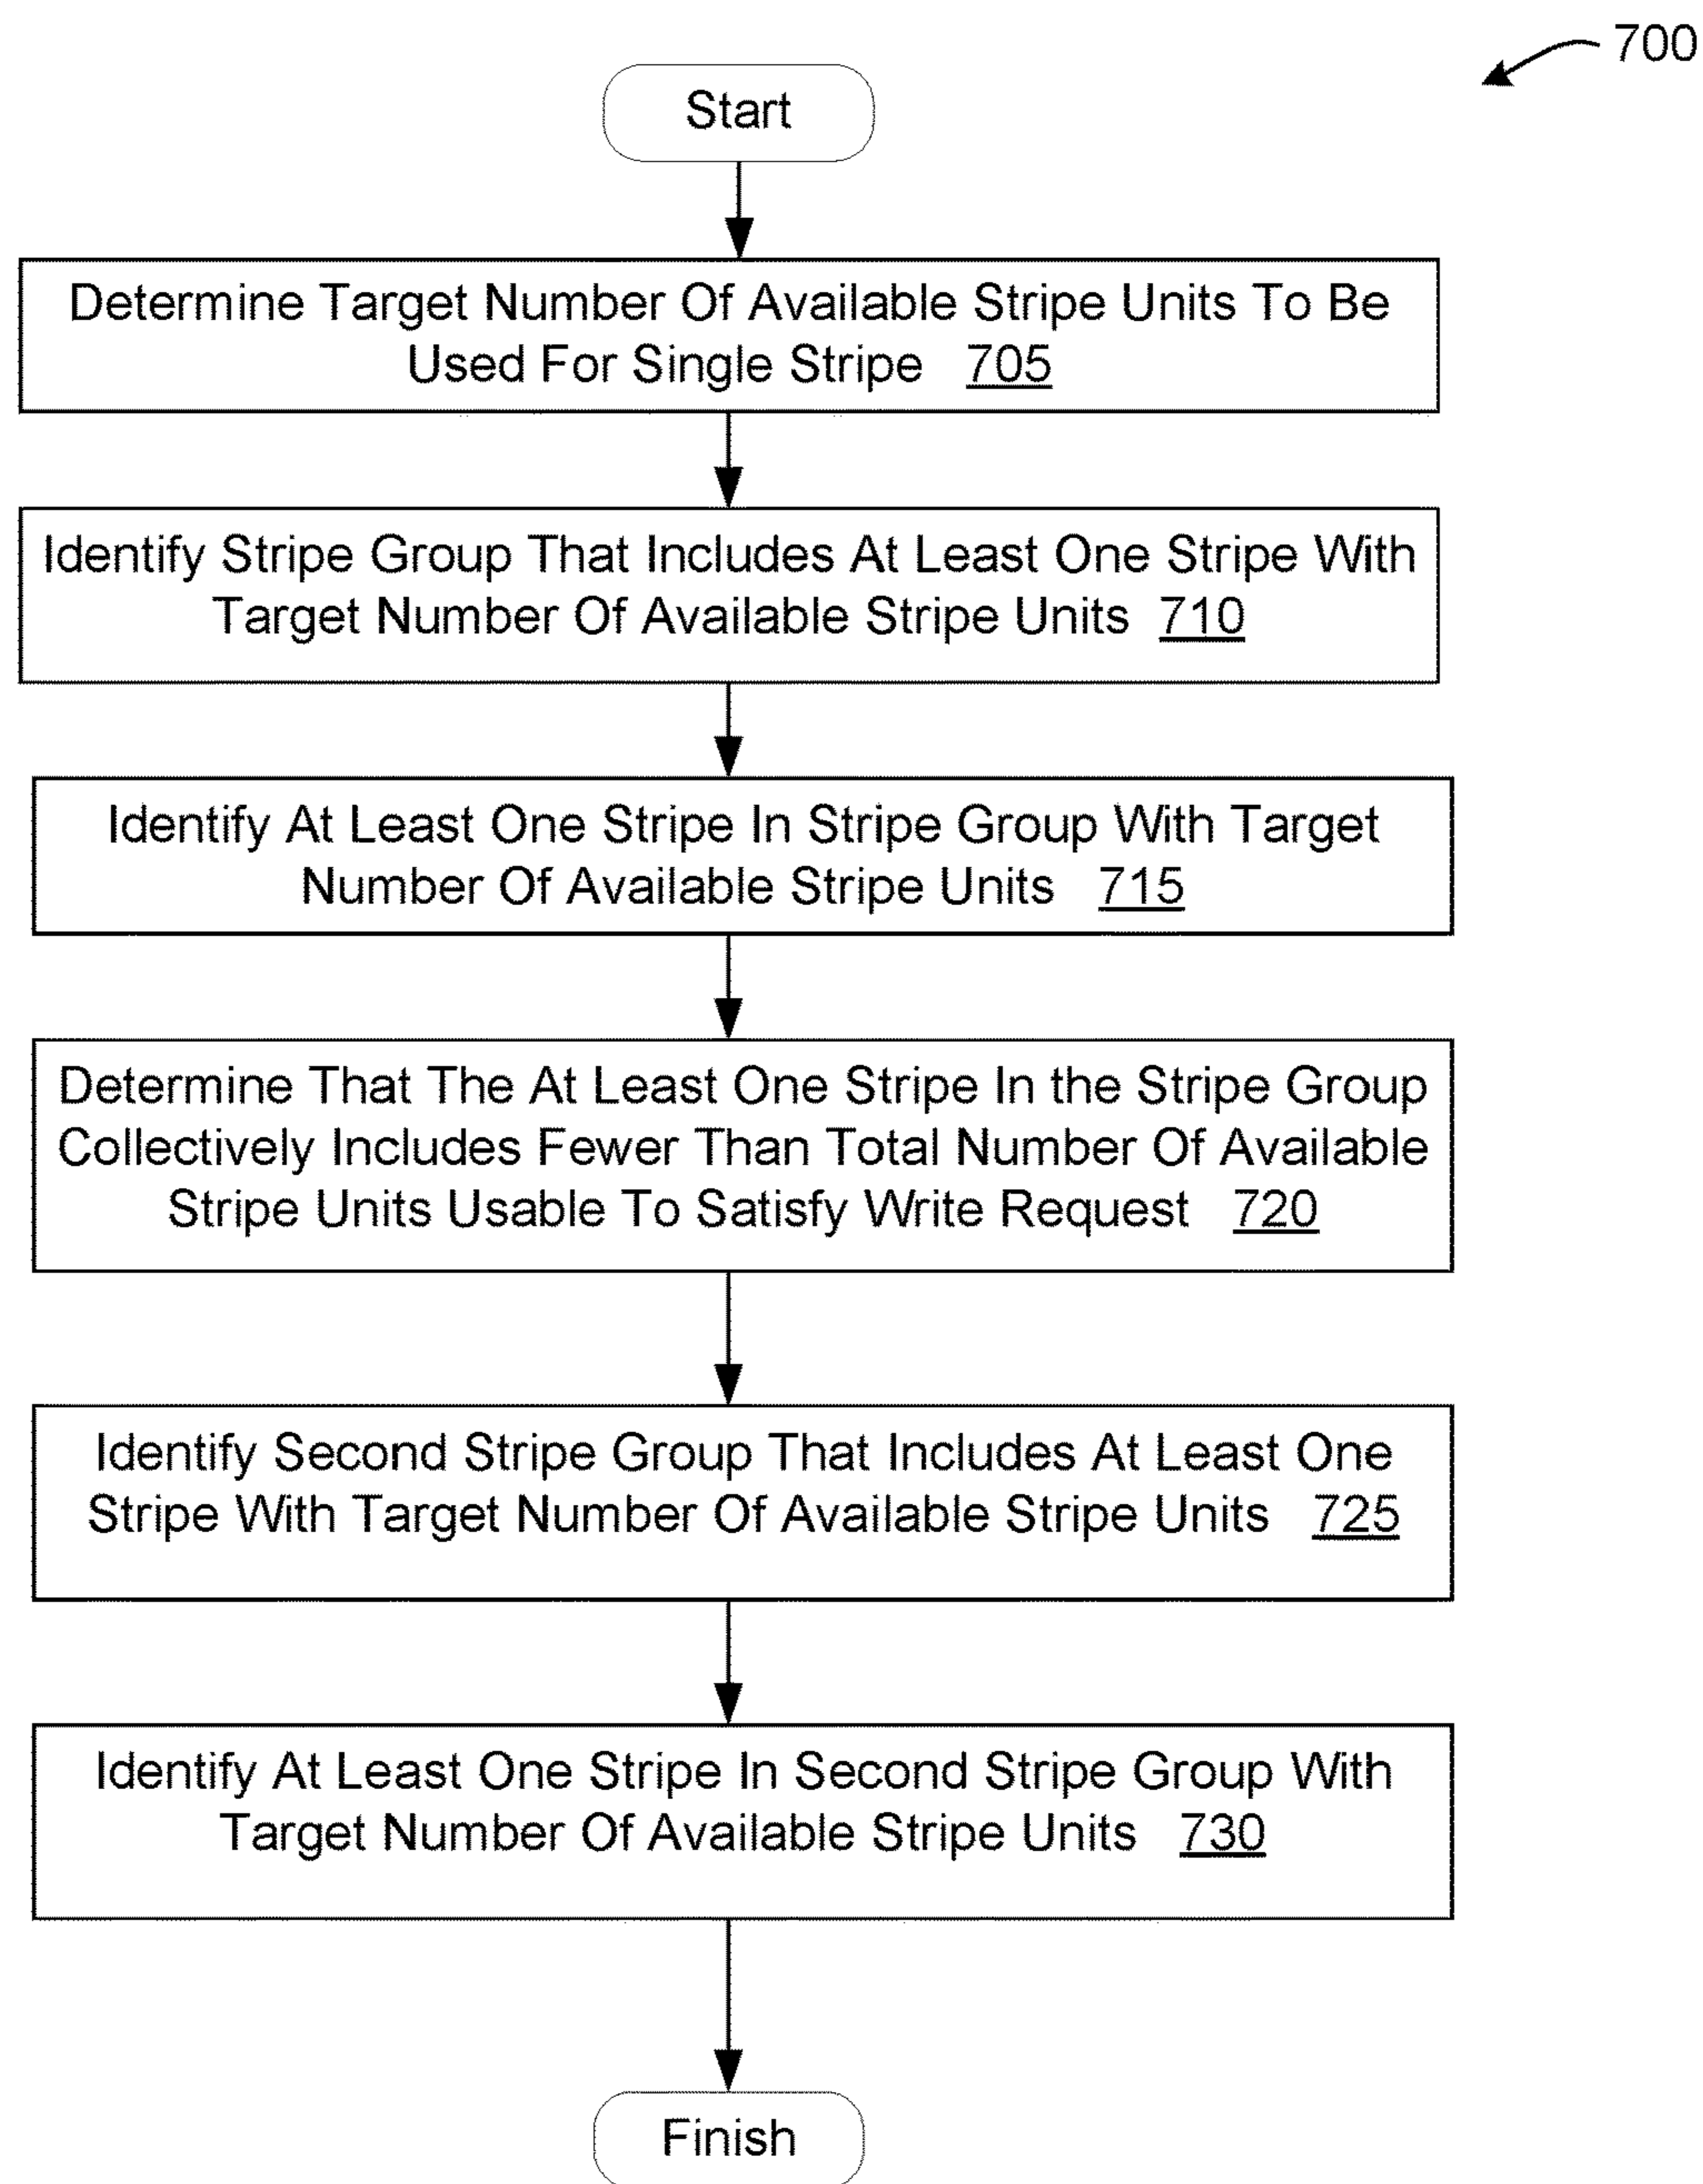 700
Start
Determine Target Number Of Available Stripe Units To Be
Used For Single Stripe 705
Identify Stripe Group That Includes At Least One Stripe With
Target Number Of Available Stripe Units 710
Identify At Least One Stripe In Stripe Group With Target
Number Of Available Stripe Units 715
Determine That The At Least One Stripe In the Stripe Group
Collectively Includes Fewer Than Total Number Of Available
Stripe Units Usable To Satisfy Write Request 720
Identify Second Stripe Group That Includes At Least One
Stripe With Target Number Of Available Stripe Units 725
Identify At Least One Stripe In Second Stripe Group With
Target Number Of Available Stripe Units 730
Finish